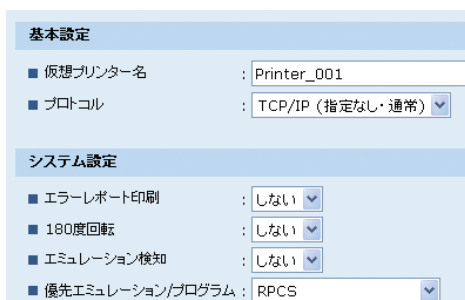 基本設定
■ 仮想プリンター名 : Printer_001
■ プロトコル : TCP/IP (指定なし・通常)
システム設定
■ エラーレポート印刷 : しない
■ 180度回転 : しない
■ エミュレーション検知 : しない
■ 優先エミュレーション/プログラム : RPCS